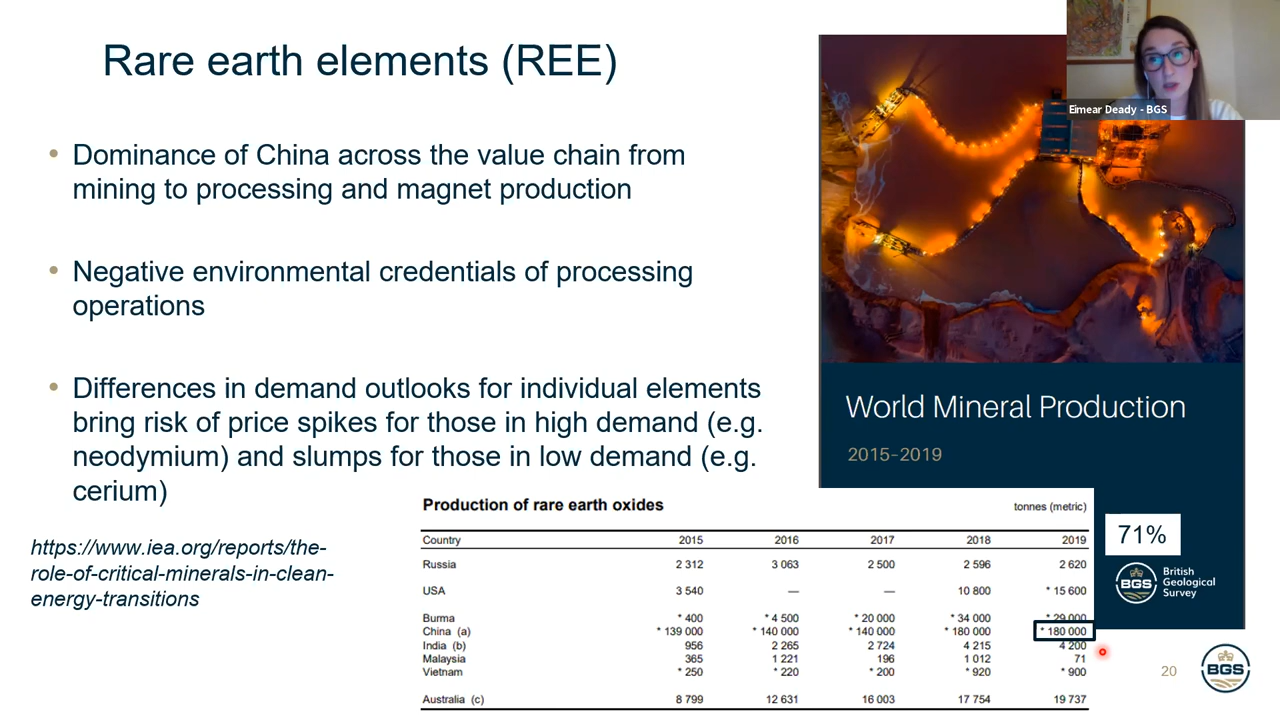 Rare earth elements (REE)
Eimear Deady - BGS
• Dominance of China across the value chain from
mining to processing and magnet production
• Negative environmental credentials of processing
operations
• Differences in demand outlooks for individual elements
bring risk of price spikes for those in high demand (e.g.
neodymium) and slumps for those in low demand (e.g.
cerium)
https://www.iea.org/reports/the-
role-of-critical-minerals-in-clean-
energy-transitions
World Mineral Production
2015–2019
Production of rare earth oxides tonnes (metric)
Country 2015 2016 2017 2018 2019
Russia 2 312 3 063 2 500 2 596 2 620
USA 3 540 — — 10 800 * 15 600
Burma * 400 * 4 500 * 20 000 * 34 000 * 29 000
China (a) * 139 000 * 140 000 * 140 000 * 180 000 * 180 000
India (b) 956 2 265 2 724 4 215 4 200
Malaysia 365 1 221 196 1 012 71
Vietnam * 250 * 220 * 200 * 920 * 900
Australia (c) 8 799 12 631 16 003 17 754 19 737
71%
BGS
British
Geological
Survey
20
BGS